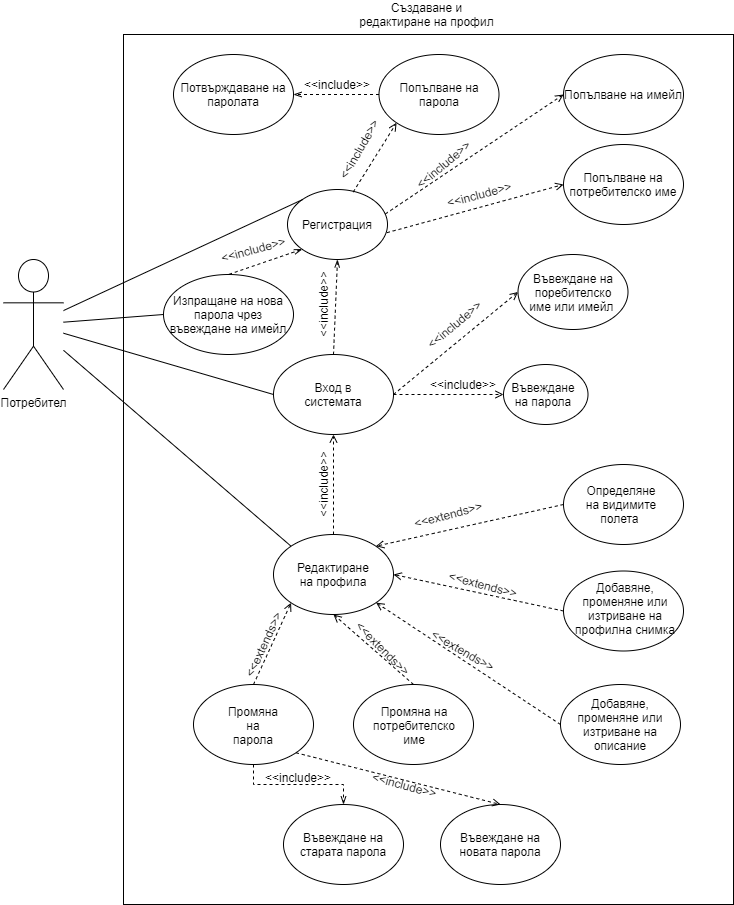 Създаване и
редактиране на профил
Потвърждаване на
паролата
<<include>>
Попълване на
парола
Попълване на имейл
<<include>>
<<include>>
Попълване на
потребителско име
<<include>>
Регистрация
<<include>>
Изпращане на нова
парола чрез
въвеждане на имейл
<<include>>
Въвеждане на
поребителско
име или имейл
<<include>>
Потребител
Вход в
системата
<<include>>
Въвеждане
на парола
<<include>>
Определяне
на видимите
полета
<<extends>>
Редактиране
на профила
<<extends>>
Добавяне,
променяне или
изтриване на
профилна снимка
<<extends>>
<<extends>>
<<extends>>
Промяна
на
парола
Промяна на
потребителско
име
Добавяне,
променяне или
изтриване на
описание
<<include>>
<<include>>
Въвеждане на
старата парола
Въвеждане на
новата парола